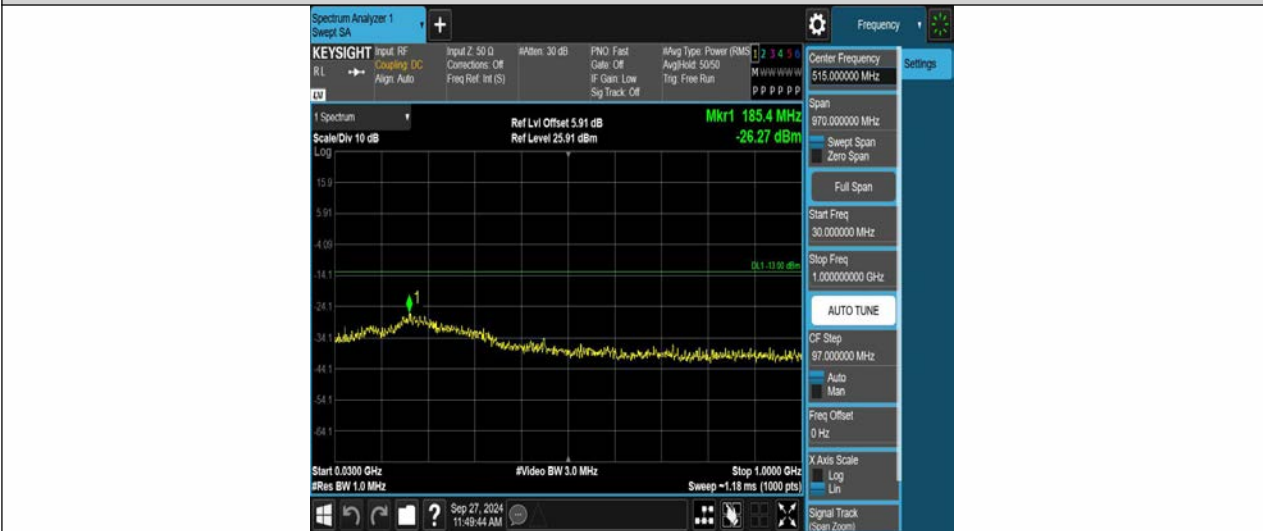 Spectrum Analyzer 1
Swept SA
+
Frequency
KEYSIGHT
RL
Input: RF
Coupling: DC
Align: Auto
Input Z: 50 Ω
Corrections: Off
Freq Ref: Int (S)
#Atten: 30 dB
PNO: Fast
Gate: Off
IF Gain: Low
Sig Track: Off
#Avg Type: Power (RMS
Avg|Hold: 50/50
Trig: Free Run
1 2 3 4 5 6
M W W W W W
P P P P P P
1 Spectrum
Scale/Div 10 dB
Log
Ref Lvl Offset 5.91 dB
Ref Level 25.91 dBm
Mkr1 185.4 MHz
-26.27 dBm
15.9
5.91
-4.09
-14.1
-24.1
-34.1
-44.1
-54.1
-64.1
DL1 -13.00 dBm
1
Start 0.0300 GHz
#Res BW 1.0 MHz
#Video BW 3.0 MHz
Stop 1.0000 GHz
Sweep ~1.18 ms (1000 pts)
?
Sep 27, 2024
11:49:44 AM
Center Frequency
515.000000 MHz
Settings
Span
970.000000 MHz
Swept Span
Zero Span
Full Span
Start Freq
30.000000 MHz
Stop Freq
1.000000000 GHz
AUTO TUNE
CF Step
97.000000 MHz
Auto
Man
Freq Offset
0 Hz
X Axis Scale
Log
Lin
Signal Track
(Span Zoom)